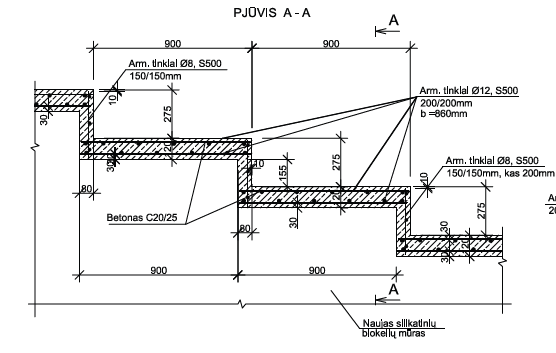 PJŪVIS A - A
A
900
900
Arm. tinklai Ø8, S500
150/150mm
10
275
30
Arm. tinklai Ø12, S500
200/200mm
b =860mm
275
10
155
80
30
Arm. tinklai Ø8, S500
150/150mm, kas 200mm
10
275
Betonas C20/25
80
30
30
30
900
900
A
Naujas silikatinių
blokelių mūras